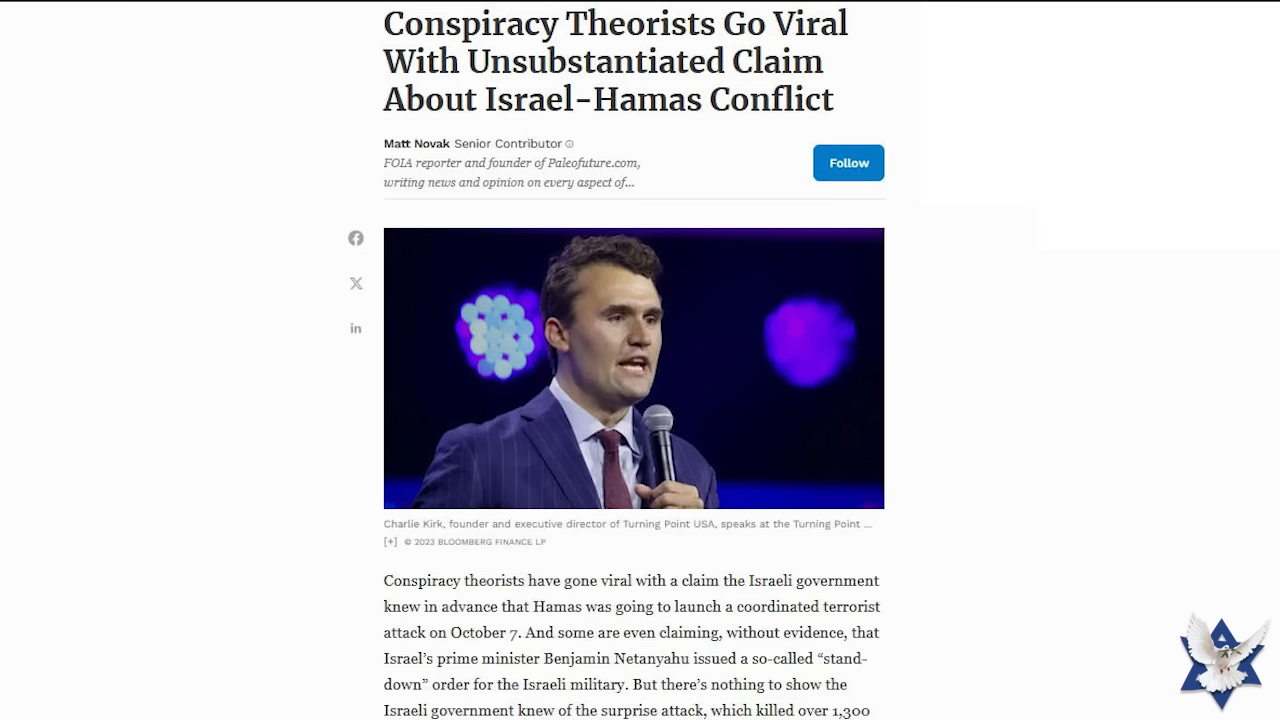 Conspiracy Theorists Go Viral
With Unsubstantiated Claim
About Israel-Hamas Conflict
Matt Novak Senior Contributor
FOIA reporter and founder of Paleofuture.com,
writing news and opinion on every aspect of...
Follow
Charlie Kirk, founder and executive director of Turning Point USA, speaks at the Turning Point ...
[+] © 2023 BLOOMBERG FINANCE LP
Conspiracy theorists have gone viral with a claim the Israeli government
knew in advance that Hamas was going to launch a coordinated terrorist
attack on October 7. And some are even claiming, without evidence, that
Israel's prime minister Benjamin Netanyahu issued a so-called “stand-
down” order for the Israeli military. But there's nothing to show the
Israeli government knew of the surprise attack, which killed over 1,300